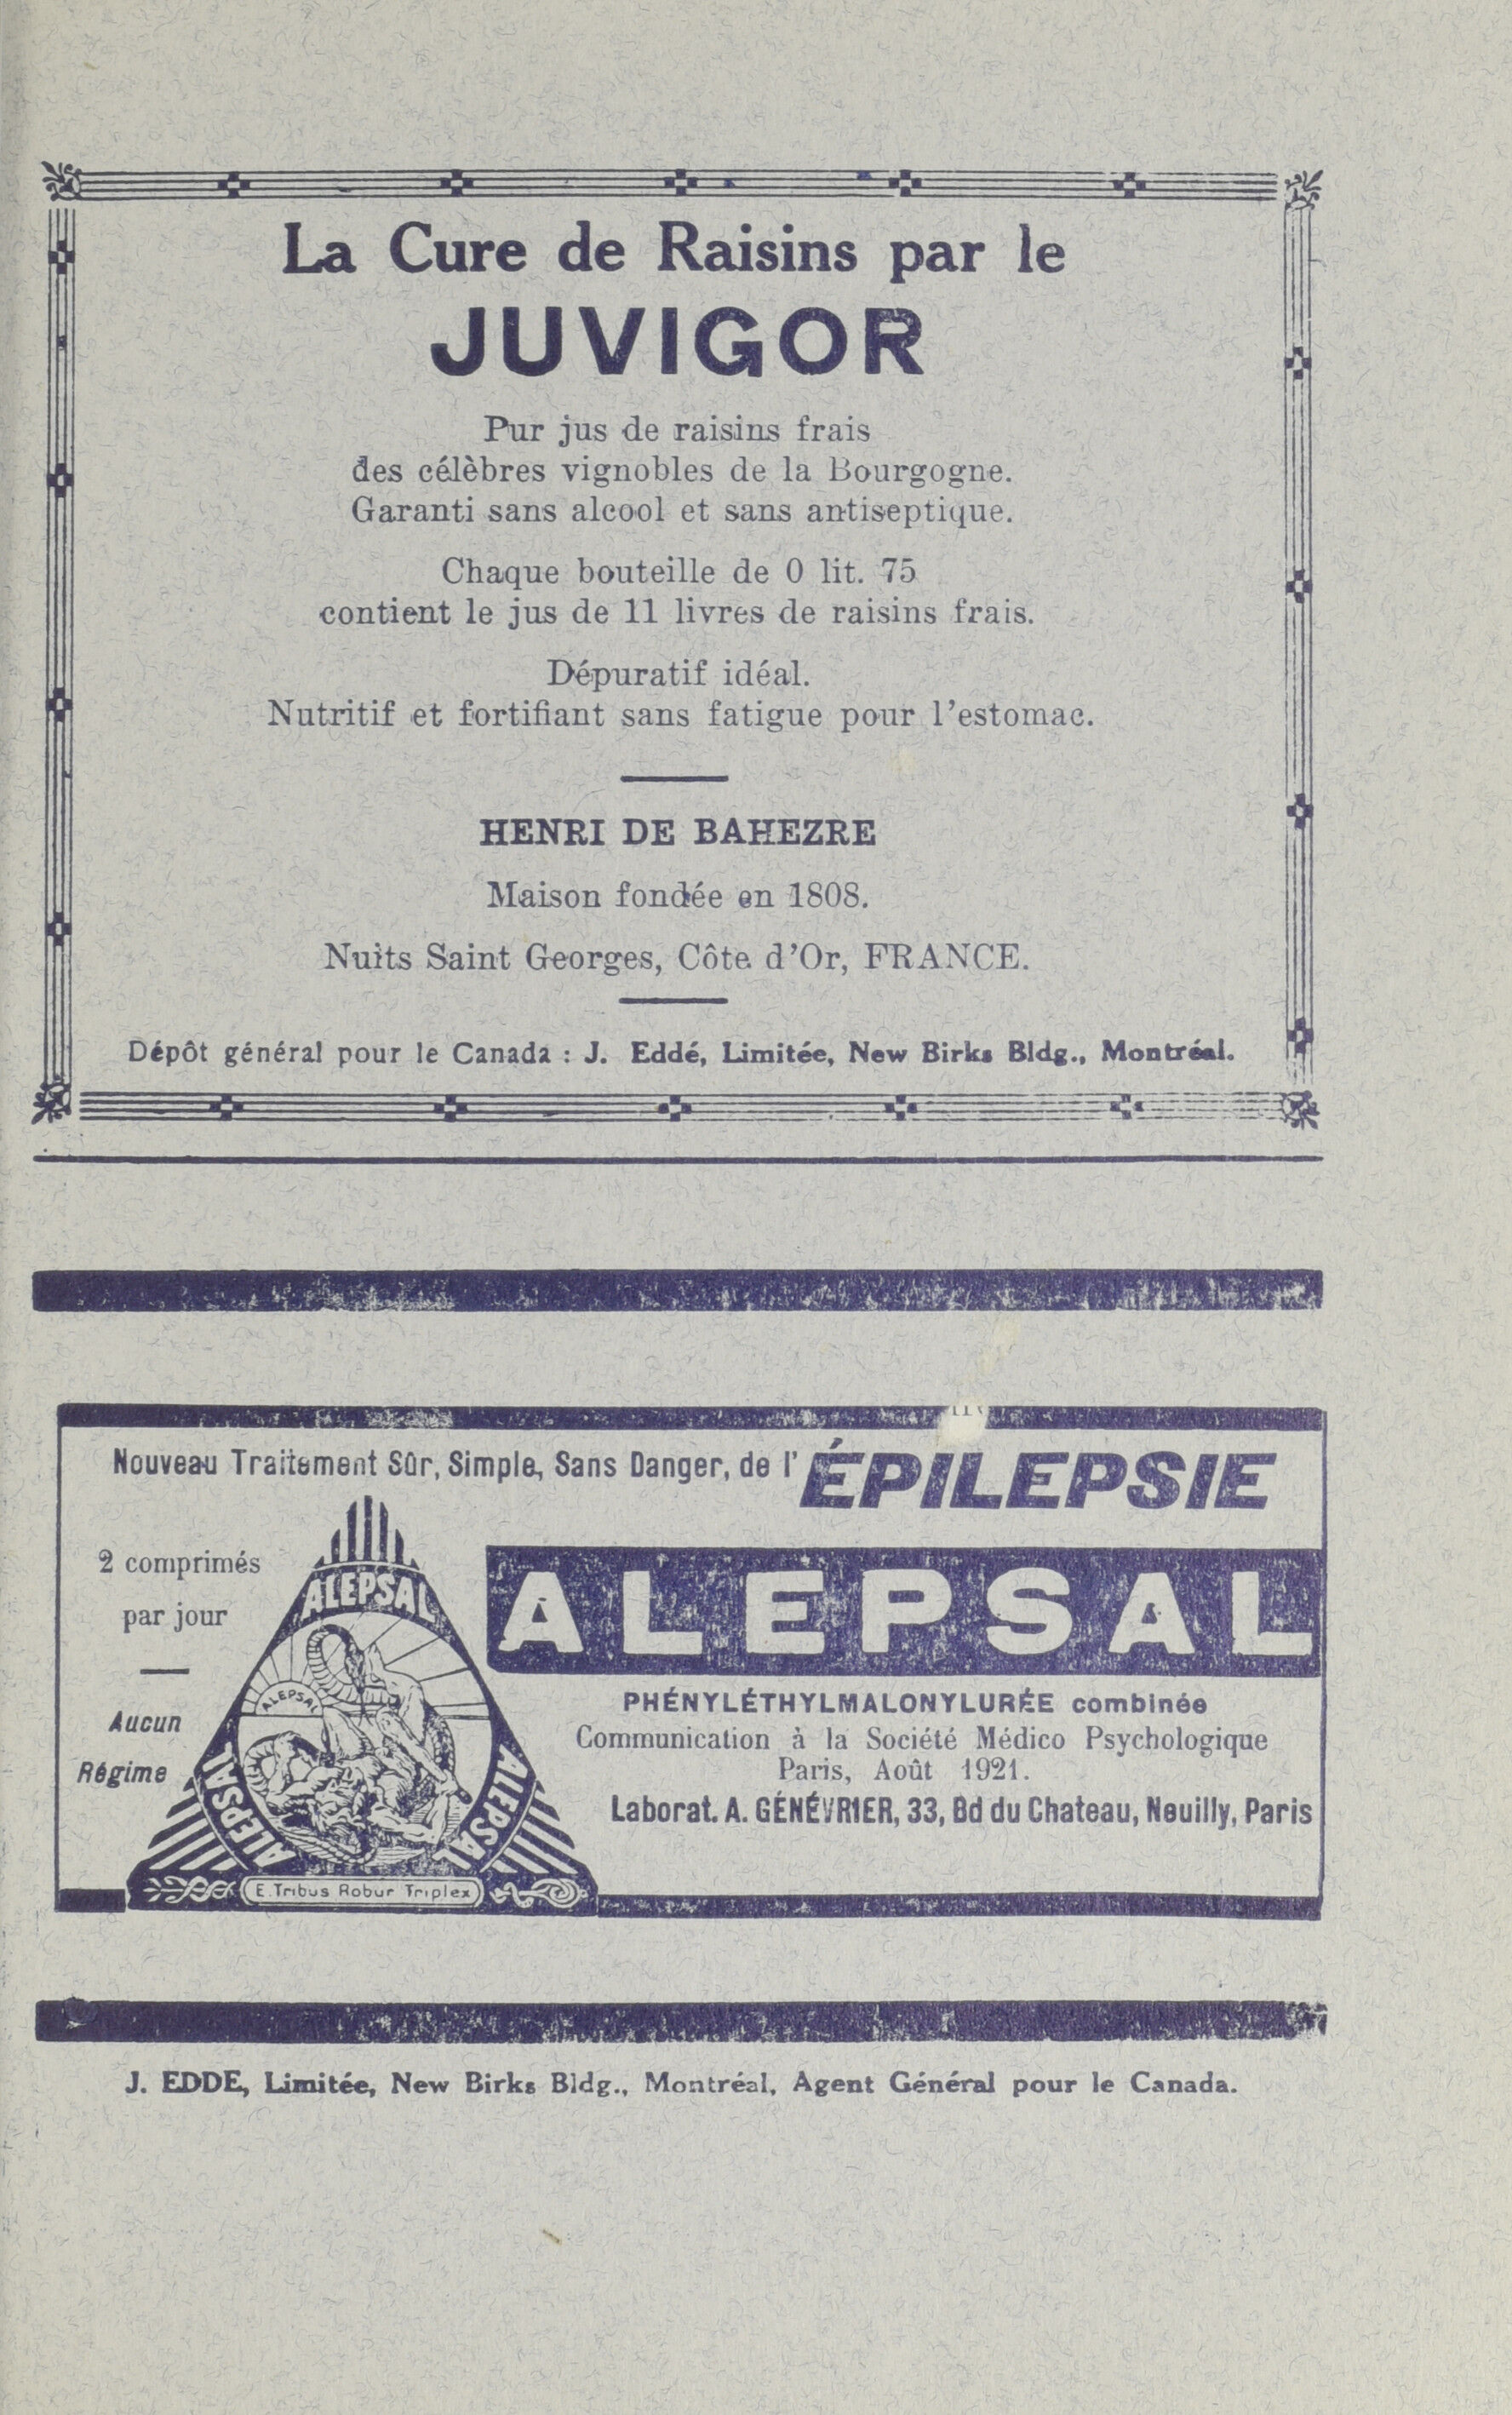 La Cure de Raisins par le
JUVIGOR
Pur jus de raisins frais
des célèbres vignobles de la Bourgogne.
Garanti sans alcool et sans antiseptique.
Chaque bouteille de 0 lit. 75
contient le jus de 11 livres de raisins frais.
Dépuratif idéal.
Nutritif et fortifiant sans fatigue pour l'estomac.
HENRI DE BAHEZRE
Maison fondée en 1808.
Nuits Saint Georges, Côte d'Or, FRANCE.
Dépôt général pour le Canada : J. Eddé, Limitée, New Birks Bldg., Montréal.
Nouveau Traitement Sûr, Simple, Sans Danger, de l' ÉPILEPSIE
2 comprimés
par jour
Aucun
Régime
ALEPSAL
ALEPSAL
ALEPSAL
ALEPSAL
E. Tribus Robur Triplex
ALEPSAL
PHÉNYLÉTHYLMALONYLURÉE combinée
Communication à la Société Médico Psychologique
Paris, Août 1921.
Laborat. A. GÉNÉVRIER, 33, Bd du Chateau, Neuilly, Paris
J. EDDE, Limitée, New Birks Bldg., Montréal, Agent Général pour le Canada.